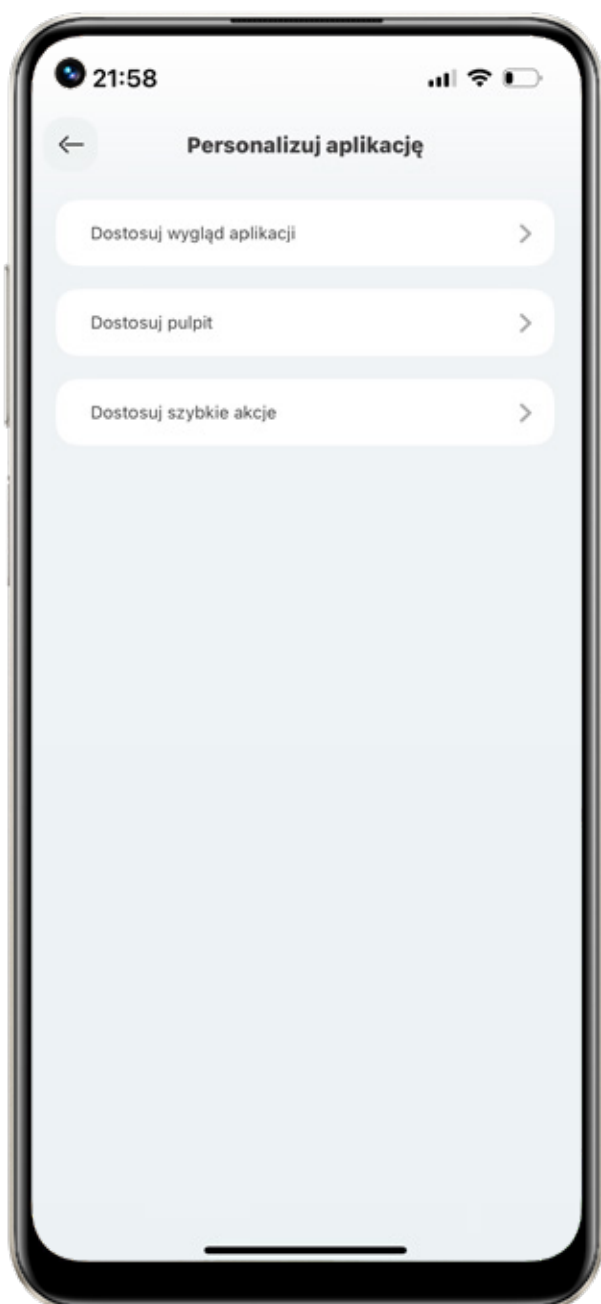 21:58
Personalizuj aplikację
Dostosuj wygląd aplikacji
Dostosuj pulpit
Dostosuj szybkie akcje